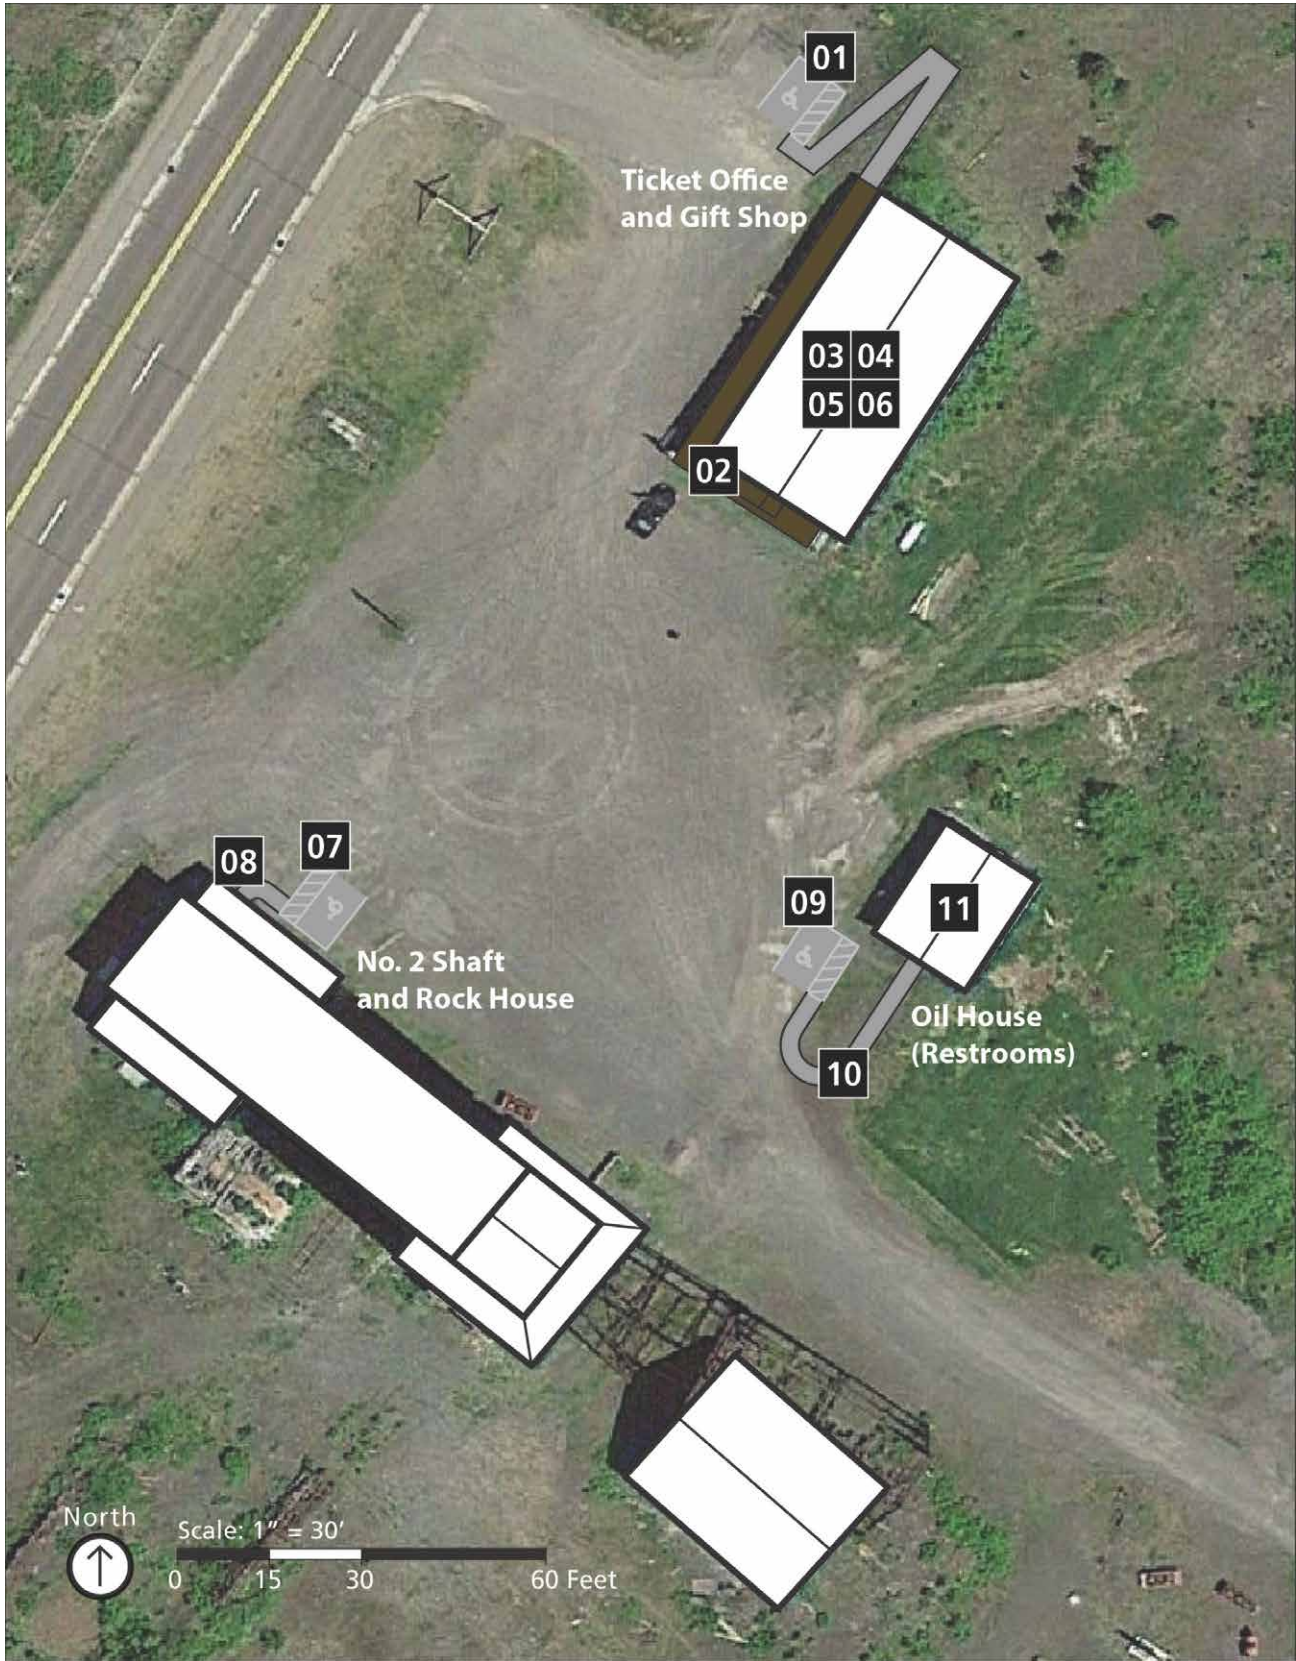 01
Ticket Office
and Gift Shop
03 04
05 06
02
07
08
09
11
No. 2 Shaft
and Rock House
Oil House
(Restrooms)
10
North
Scale: 1" = 30'
0 15 30 60 Feet